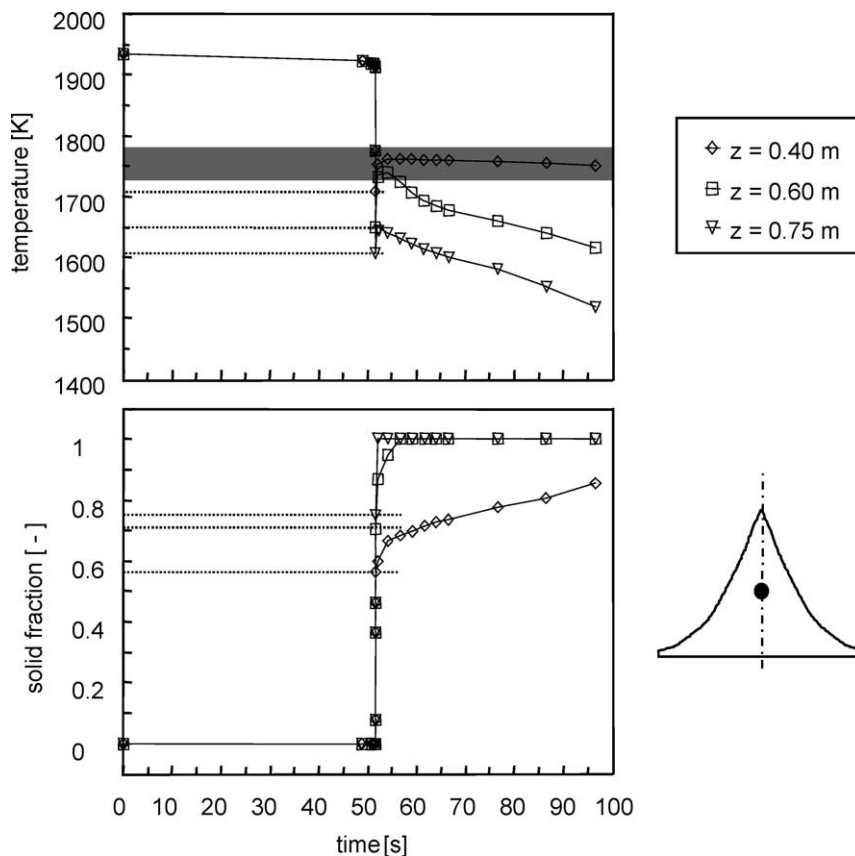 temperature [K]
2000
1900
1800
1700
1600
1500
1400
z = 0.40 m
z = 0.60 m
z = 0.75 m
solid fraction [ - ]
1
0.8
0.6
0.4
0.2
0
0 10 20 30 40 50 60 70 80 90 100
time [s]